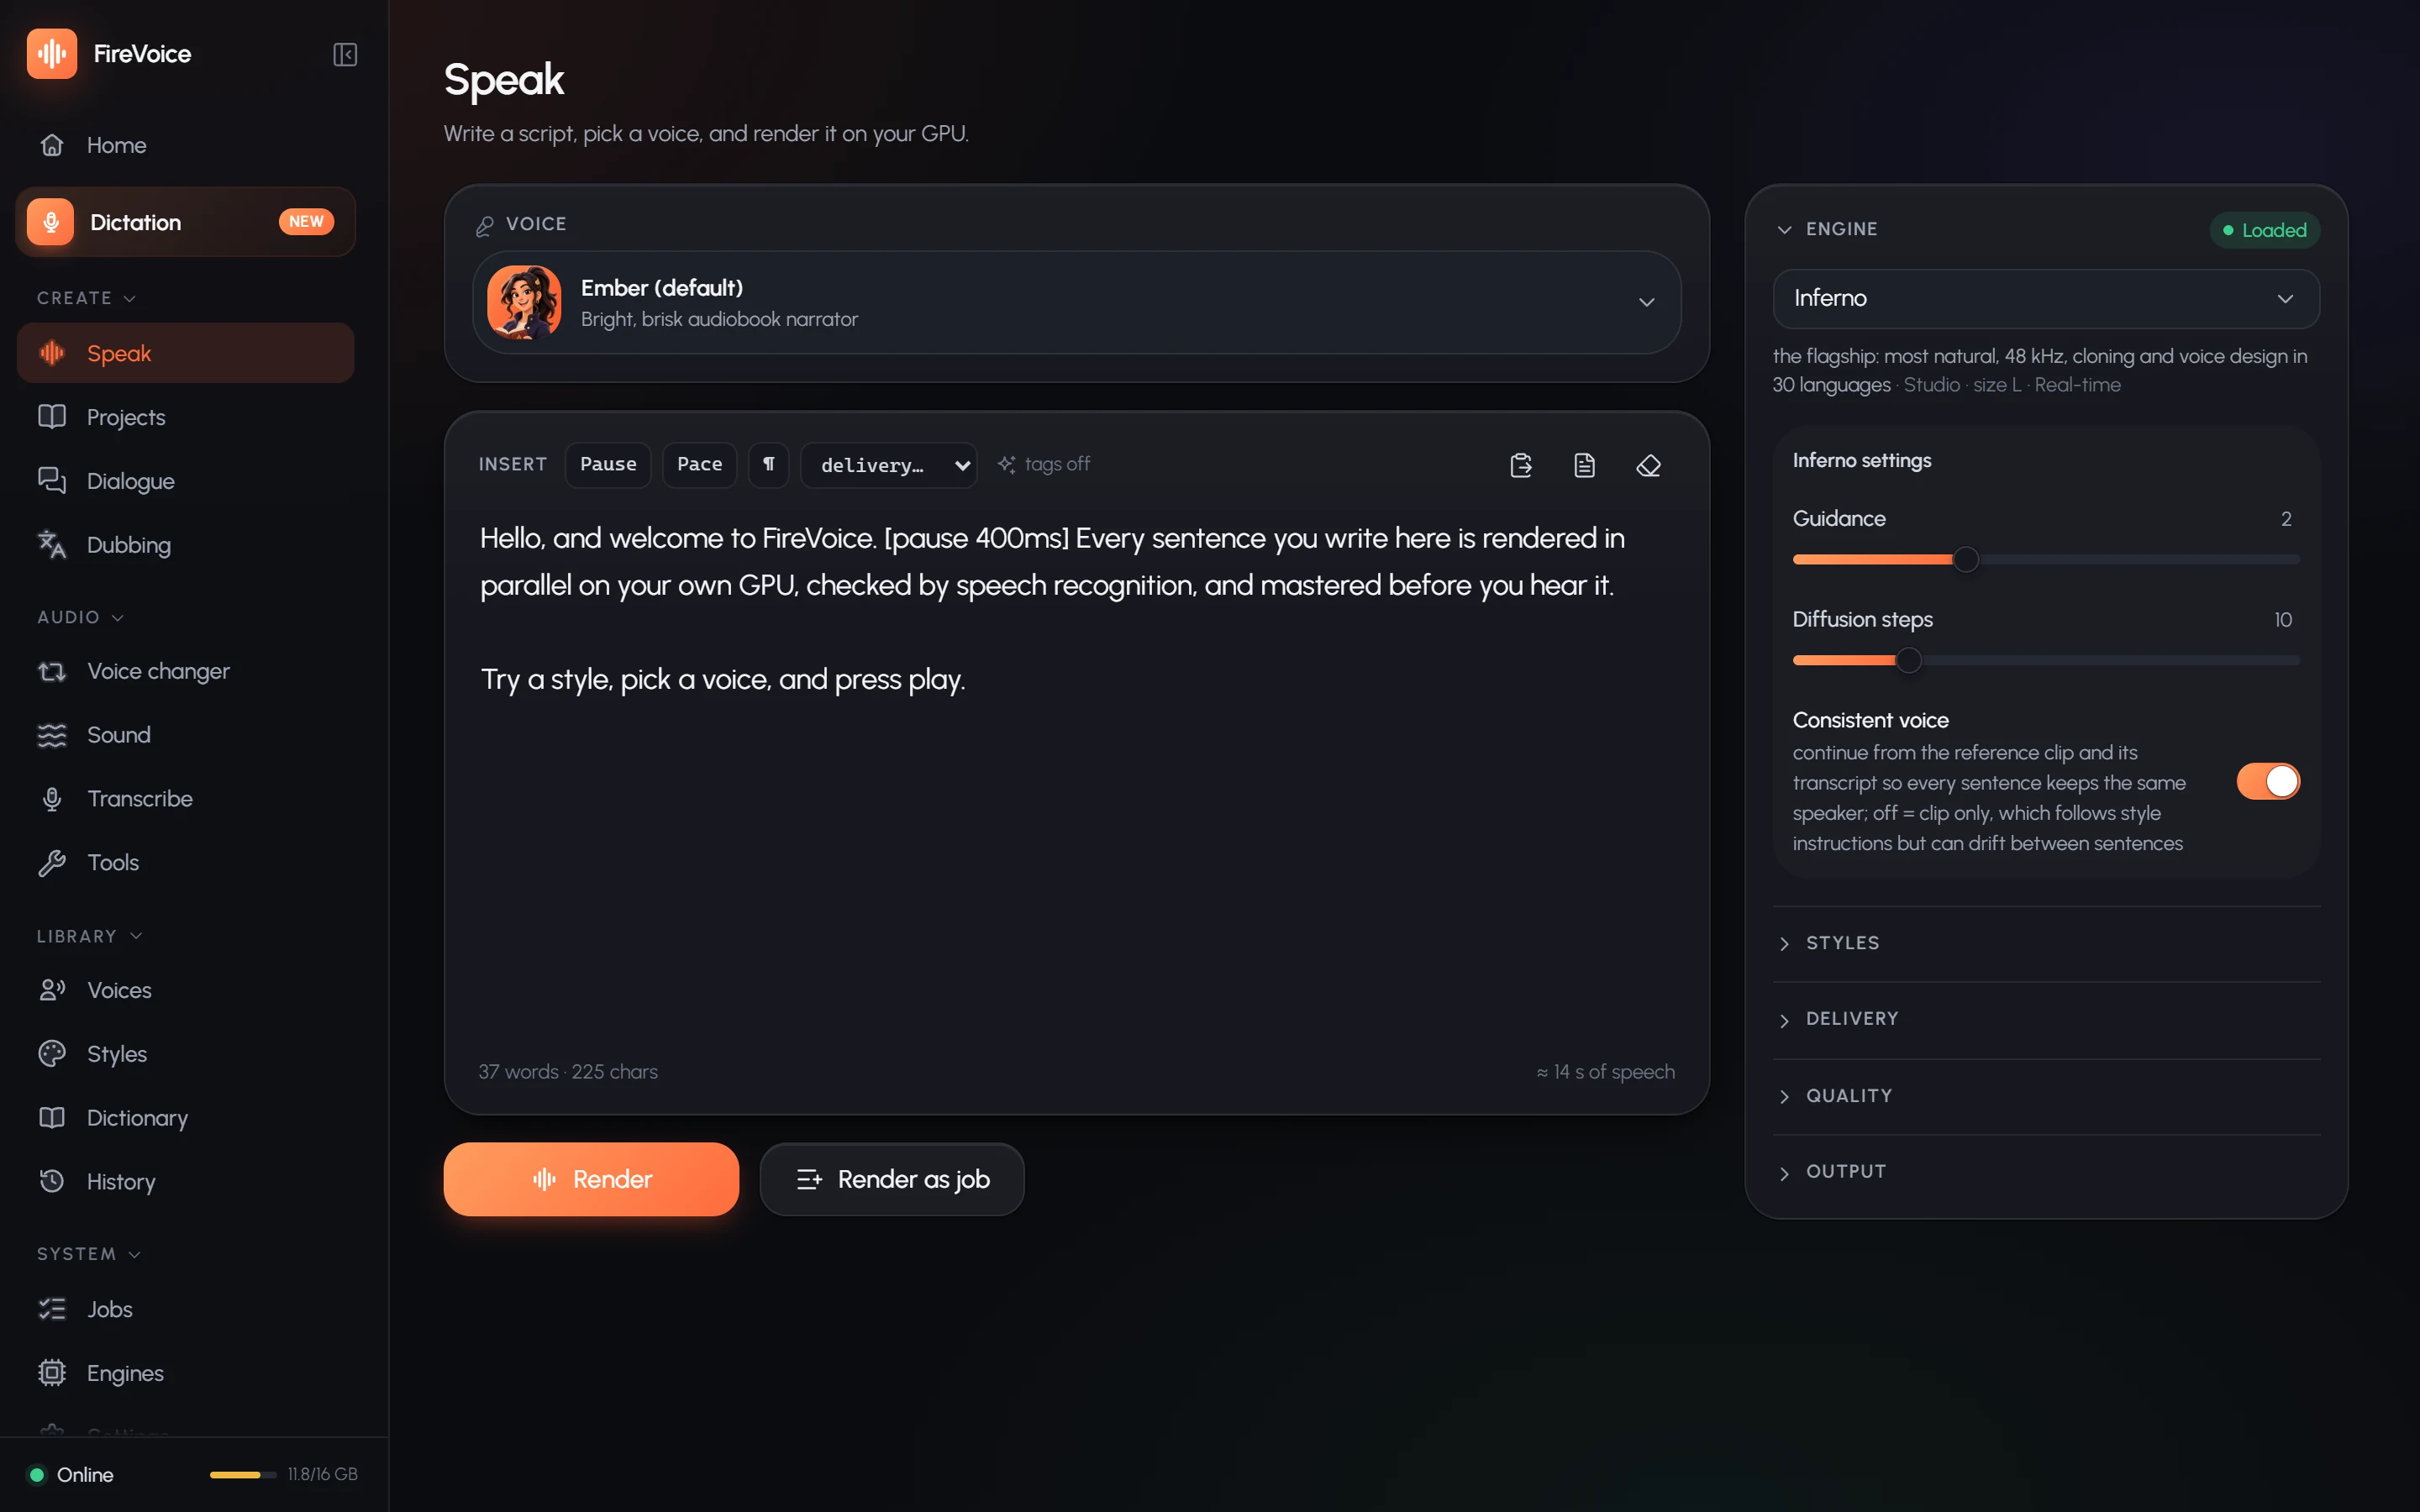 FireVoice
Home
Dictation NEW
CREATE
Speak
Projects
Dialogue
Dubbing
AUDIO
Voice changer
Sound
Transcribe
Tools
LIBRARY
Voices
Styles
Dictionary
History
SYSTEM
Jobs
Engines
Settings
Online 11.8/16 GB
Speak
Write a script, pick a voice, and render it on your GPU.
VOICE
Ember (default)
Bright, brisk audiobook narrator
INSERT Pause Pace ¶ delivery… tags off
Hello, and welcome to FireVoice. [pause 400ms] Every sentence you write here is rendered in
parallel on your own GPU, checked by speech recognition, and mastered before you hear it.
Try a style, pick a voice, and press play.
37 words · 225 chars ≈ 14 s of speech
Render Render as job
ENGINE Loaded
Inferno
the flagship: most natural, 48 kHz, cloning and voice design in
30 languages · Studio · size L · Real-time
Inferno settings
Guidance 2
Diffusion steps 10
Consistent voice
continue from the reference clip and its
transcript so every sentence keeps the same
speaker; off = clip only, which follows style
instructions but can drift between sentences
STYLES
DELIVERY
QUALITY
OUTPUT